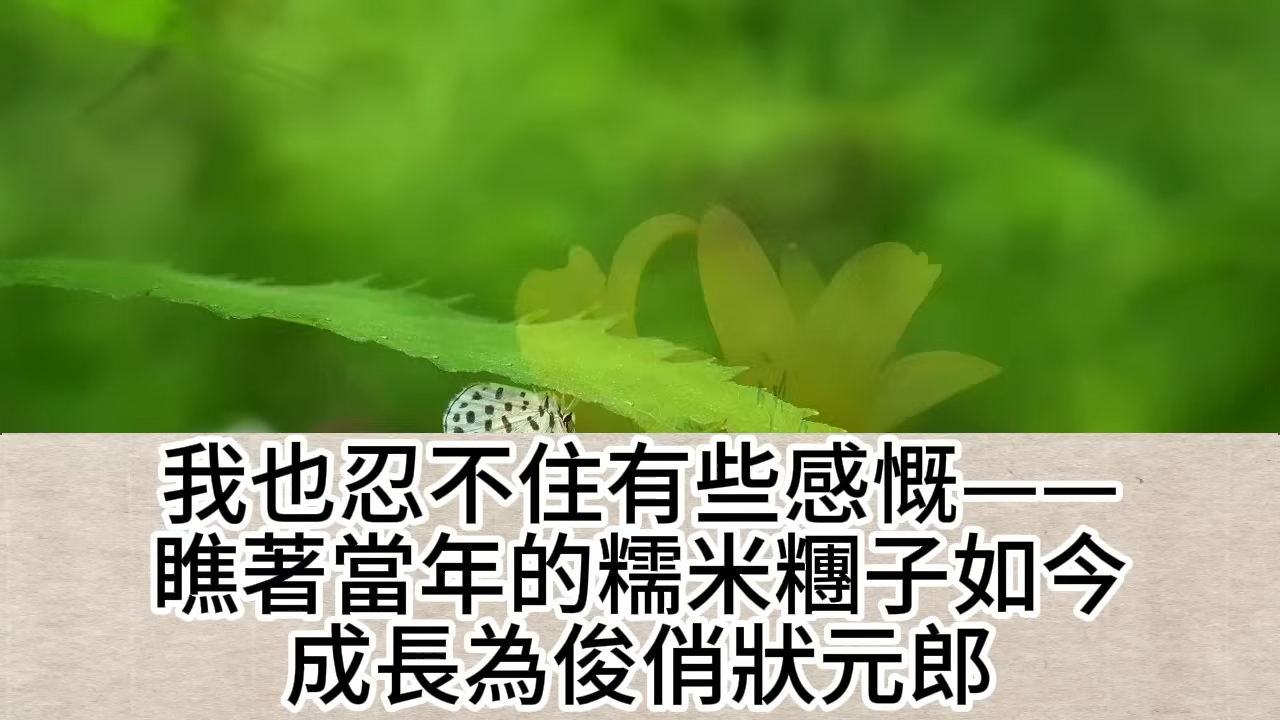 我也忍不住有些感慨——
瞧著當年的糯米糰子如今
成長為俊俏狀元郎